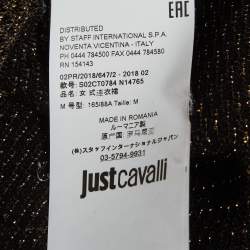 EAC
DISTRIBUTED
BY STAFF INTERNATIONAL S.P.A.
NOVENTA VICENTINA - ITALY
PH 0444 784500 FAX 0444 784580
RN 154143
02PR/2018/647/2 - 2018 02
款号: S02CT0784 N14765
品名: 女 式连衣裙
M 号型: 165/88A Taille: M
MADE IN ROMANIA
ルーマニア製
原产国: 罗马尼亚
(株)スタッフインターナショナルジャパン
03-5794-9931
just cavalli